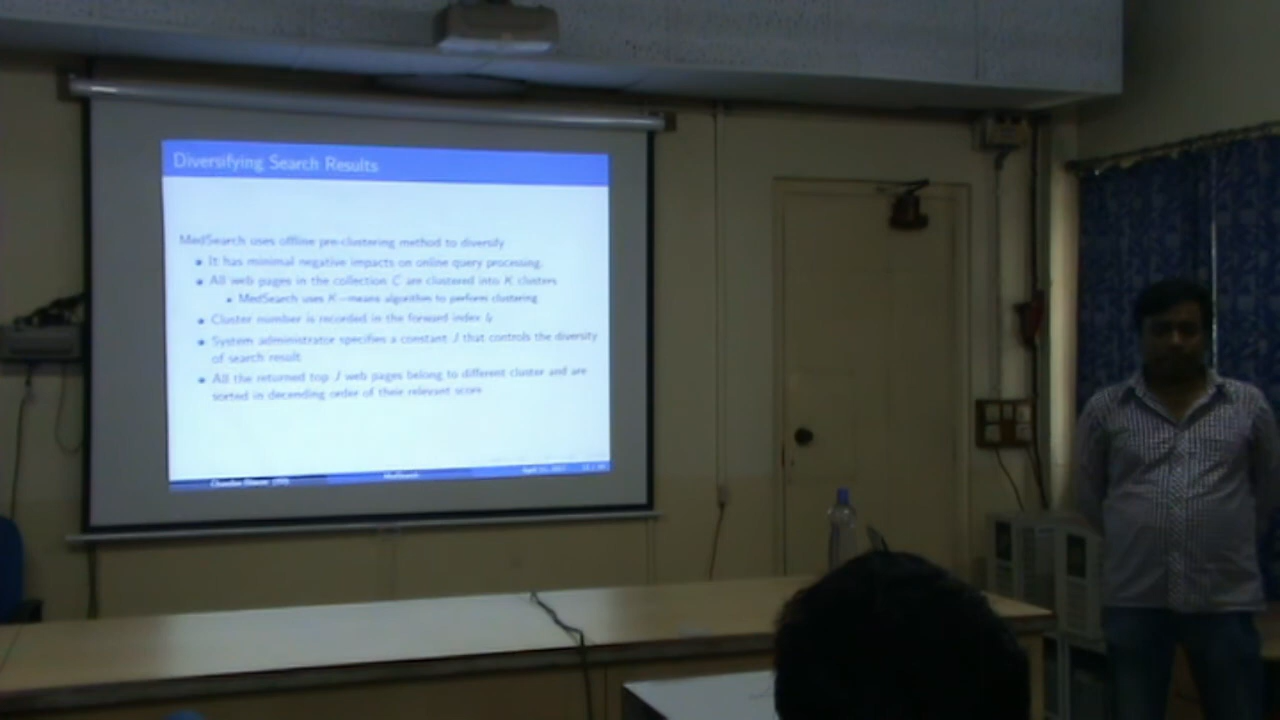 Diversifying Search Results
MedSearch uses offline pre-clustering method to diversify
It has minimal negative impacts on online query processing.
All web pages in the collection C are clustered into K clusters
MedSearch uses K−means algorithm to perform clustering
Cluster number is recorded in the forward index
System administrator specifies a constant J that controls the diversity
of search result
All the returned top J web pages belong to different cluster and are
sorted in decending order of their relevant score
MedSearch